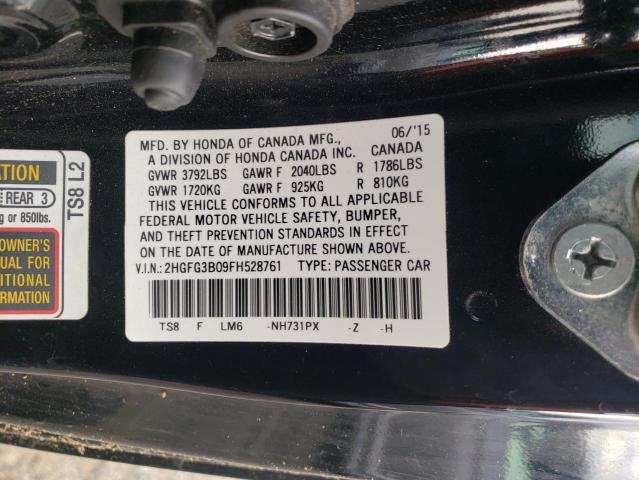 06/'15
MFD. BY HONDA OF CANADA MFG.,
A DIVISION OF HONDA CANADA INC. CANADA
GVWR 3792LBS GAWR F 2040LBS R 1786LBS
GVWR 1720KG GAWR F 925KG R 810KG
THIS VEHICLE CONFORMS TO ALL APPLICABLE
FEDERAL MOTOR VEHICLE SAFETY, BUMPER,
AND THEFT PREVENTION STANDARDS IN EFFECT
ON THE DATE OF MANUFACTURE SHOWN ABOVE.
V.I.N.: 2HGFG3B09FH528761 TYPE: PASSENGER CAR
TS8 F LM6 -NH731PX -Z -H
ATION
REAR 3
g or 850lbs.
OWNER'S
UAL FOR
DITIONAL
FORMATION
TS8 L2